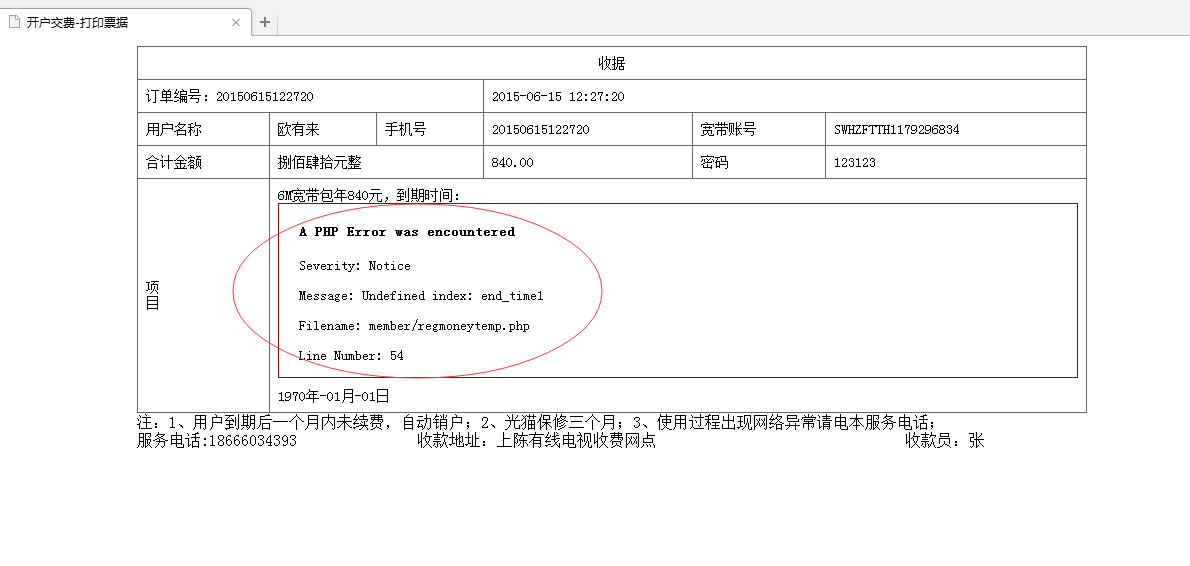 开户交费-打印票据
收据
订单编号：20150615122720 2015-06-15 12:27:20
用户名称 欧有来 手机号 20150615122720 宽带账号 SWHZFTTH1179296834
合计金额 捌佰肆拾元整 840.00 密码 123123
6M宽带包年840元，到期时间：
A PHP Error was encountered
Severity: Notice
项
目
Message: Undefined index: end_time1
Filename: member/regmoneytemp.php
Line Number: 54
1970年-01月-01日
注：1、用户到期后一个月内未续费，自动销户；2、光猫保修三个月；3、使用过程出现网络异常请电本服务电话；
服务电话:18666034393 收款地址：上陈有线电视收费网点 收款员：张